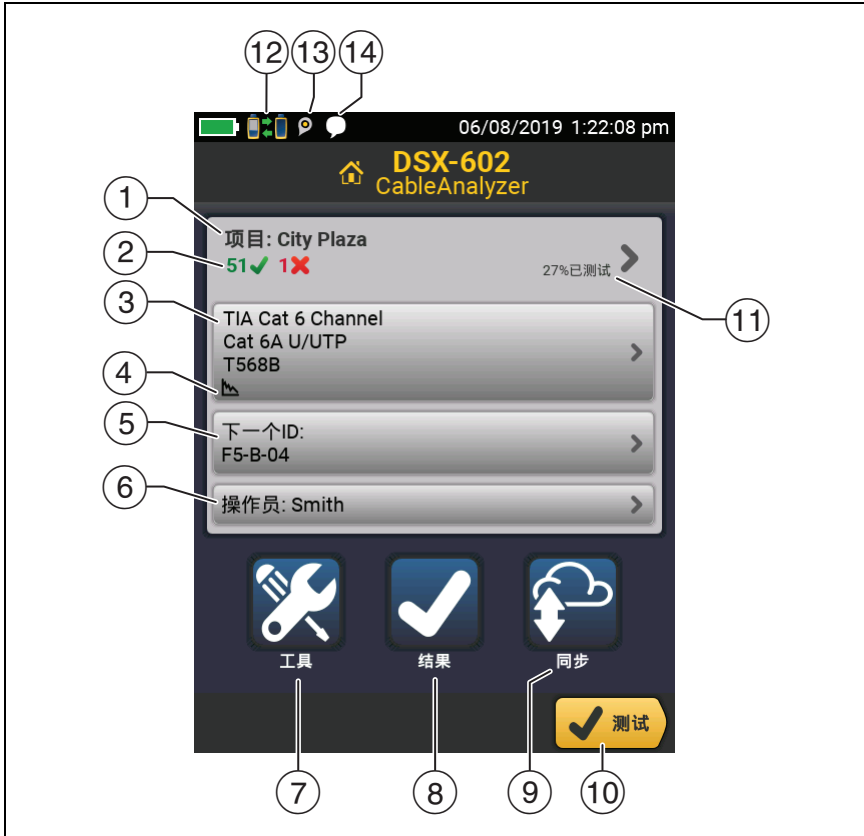 12 13 14
06/08/2019 1:22:08 pm
DSX-602
CableAnalyzer
1
项目: City Plaza
2
51 1
27%已测试
11
3
TIA Cat 6 Channel
Cat 6A U/UTP
T568B
4
5
下一个ID:
F5-B-04
6
操作员: Smith
工具 结果 同步
测试
7 8 9 10